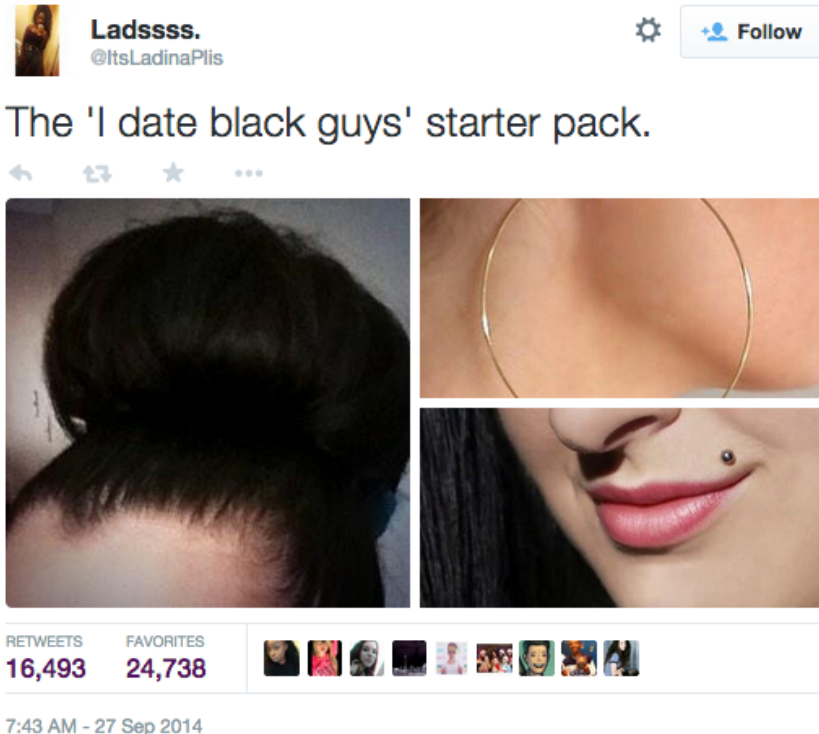 Ladssss.
@ItsLadinaPlis
Follow
The 'I date black guys' starter pack.
RETWEETS
FAVORITES
16,493
24,738
7:43 AM - 27 Sep 2014